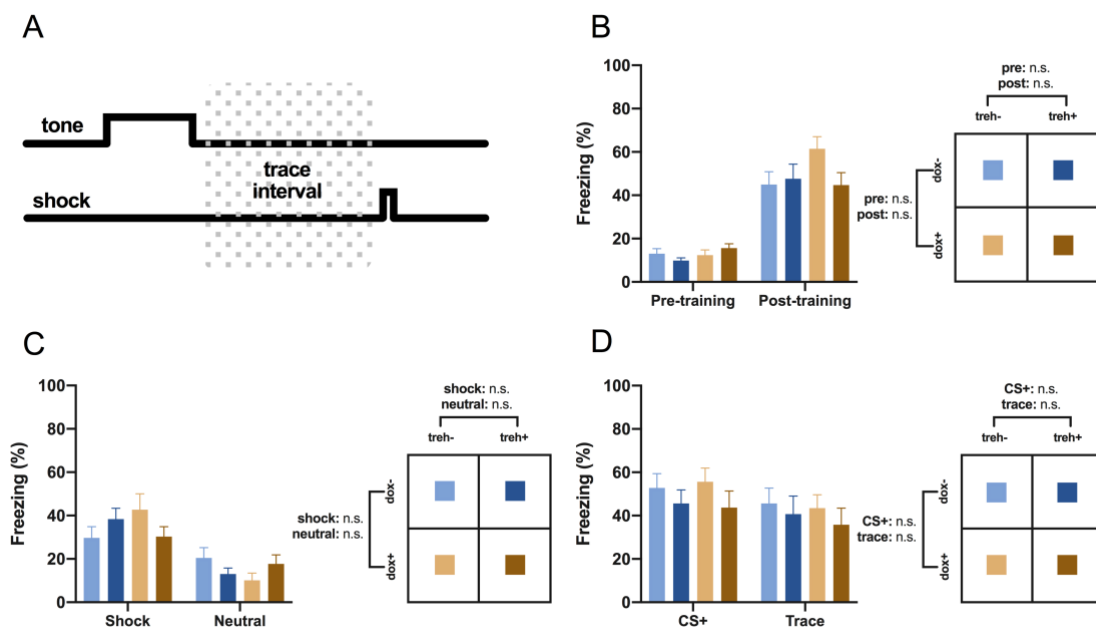 A
tone
trace
interval
shock
B
Freezing (%)
100
80
60
40
20
0
Pre-training
Post-training
pre: n.s.
post: n.s.
treh-
treh+
pre: n.s.
post: n.s.
dox-
dox+
C
Freezing (%)
100
80
60
40
20
0
Shock
Neutral
shock: n.s.
neutral: n.s.
treh-
treh+
shock: n.s.
neutral: n.s.
dox-
dox+
D
Freezing (%)
100
80
60
40
20
0
CS+
Trace
CS+: n.s.
trace: n.s.
treh-
treh+
CS+: n.s.
trace: n.s.
dox-
dox+